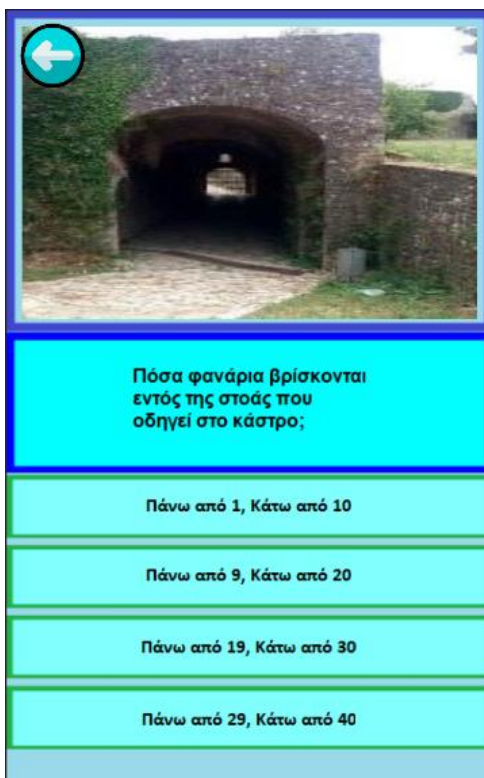 Πόσα φανάρια βρίσκονται
εντός της στοάς που
οδηγεί στο κάστρο;
Πάνω από 1, Κάτω από 10
Πάνω από 9, Κάτω από 20
Πάνω από 19, Κάτω από 30
Πάνω από 29, Κάτω από 40